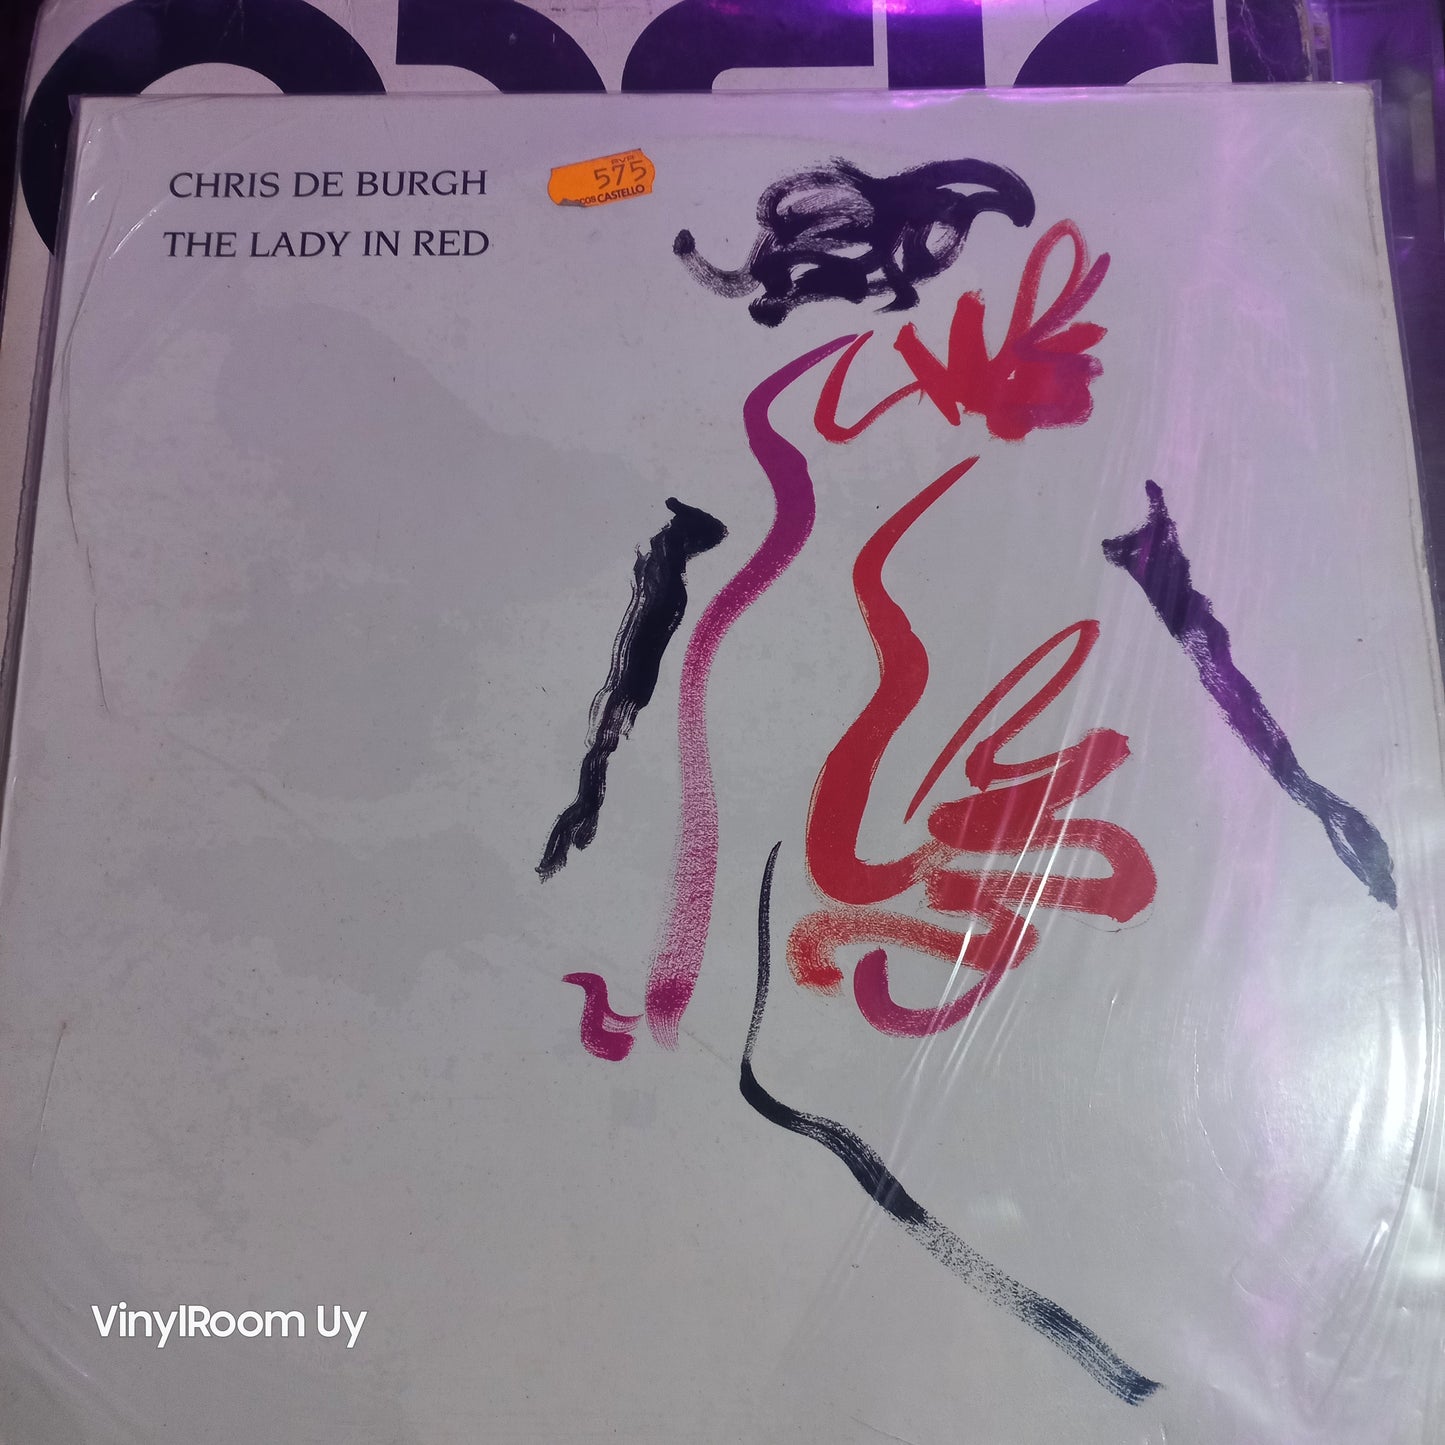 CHRIS DE BURGH
THE LADY IN RED
575
CASTELLO
VinylRoom Uy